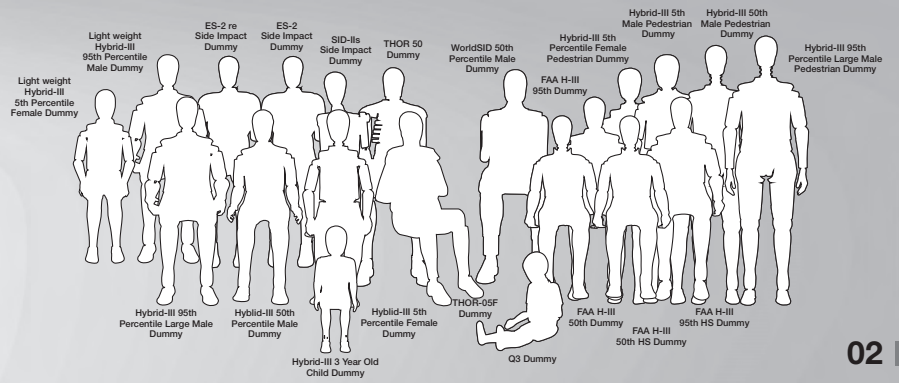 Light weight
Hybrid-III
5th Percentile
Female Dummy
Light weight
Hybrid-III
95th Percentile
Male Dummy
ES-2 re
Side Impact
Dummy
ES-2
Side Impact
Dummy
SID-IIs
Side Impact
Dummy
THOR 50
Dummy
WorldSID 50th
Percentile Male
Dummy
FAA H-III
95th Dummy
Hybrid-III 5th
Percentile Female
Pedestrian Dummy
Hybrid-III 5th
Male Pedestrian
Dummy
Hybrid-III 50th
Male Pedestrian
Dummy
Hybrid-III 95th
Percentile Large Male
Pedestrian Dummy
Hybrid-III 95th
Percentile Large Male
Dummy
Hyblid-III 50th
Percentile Male
Dummy
Hybrid-III 3 Year Old
Child Dummy
Hyblid-III 5th
Percentile Female
Dummy
THOR-05F
Dummy
Q3 Dummy
FAA H-III
50th Dummy
FAA H-III
50th HS Dummy
FAA H-III
95th HS Dummy
02